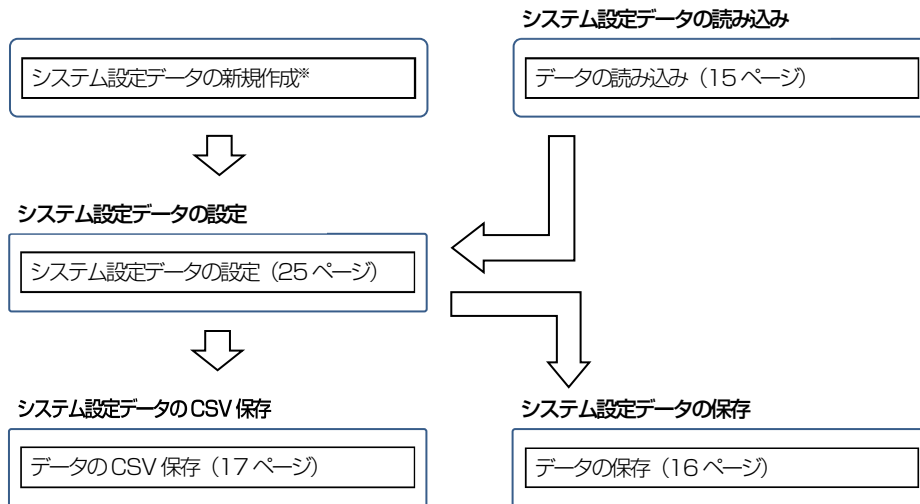 システム設定データの読み込み
システム設定データの新規作成※
データの読み込み（15 ページ）
システム設定データの設定
システム設定データの設定（25 ページ）
システム設定データの CSV 保存
システム設定データの保存
データの CSV 保存（17 ページ）
データの保存（16 ページ）